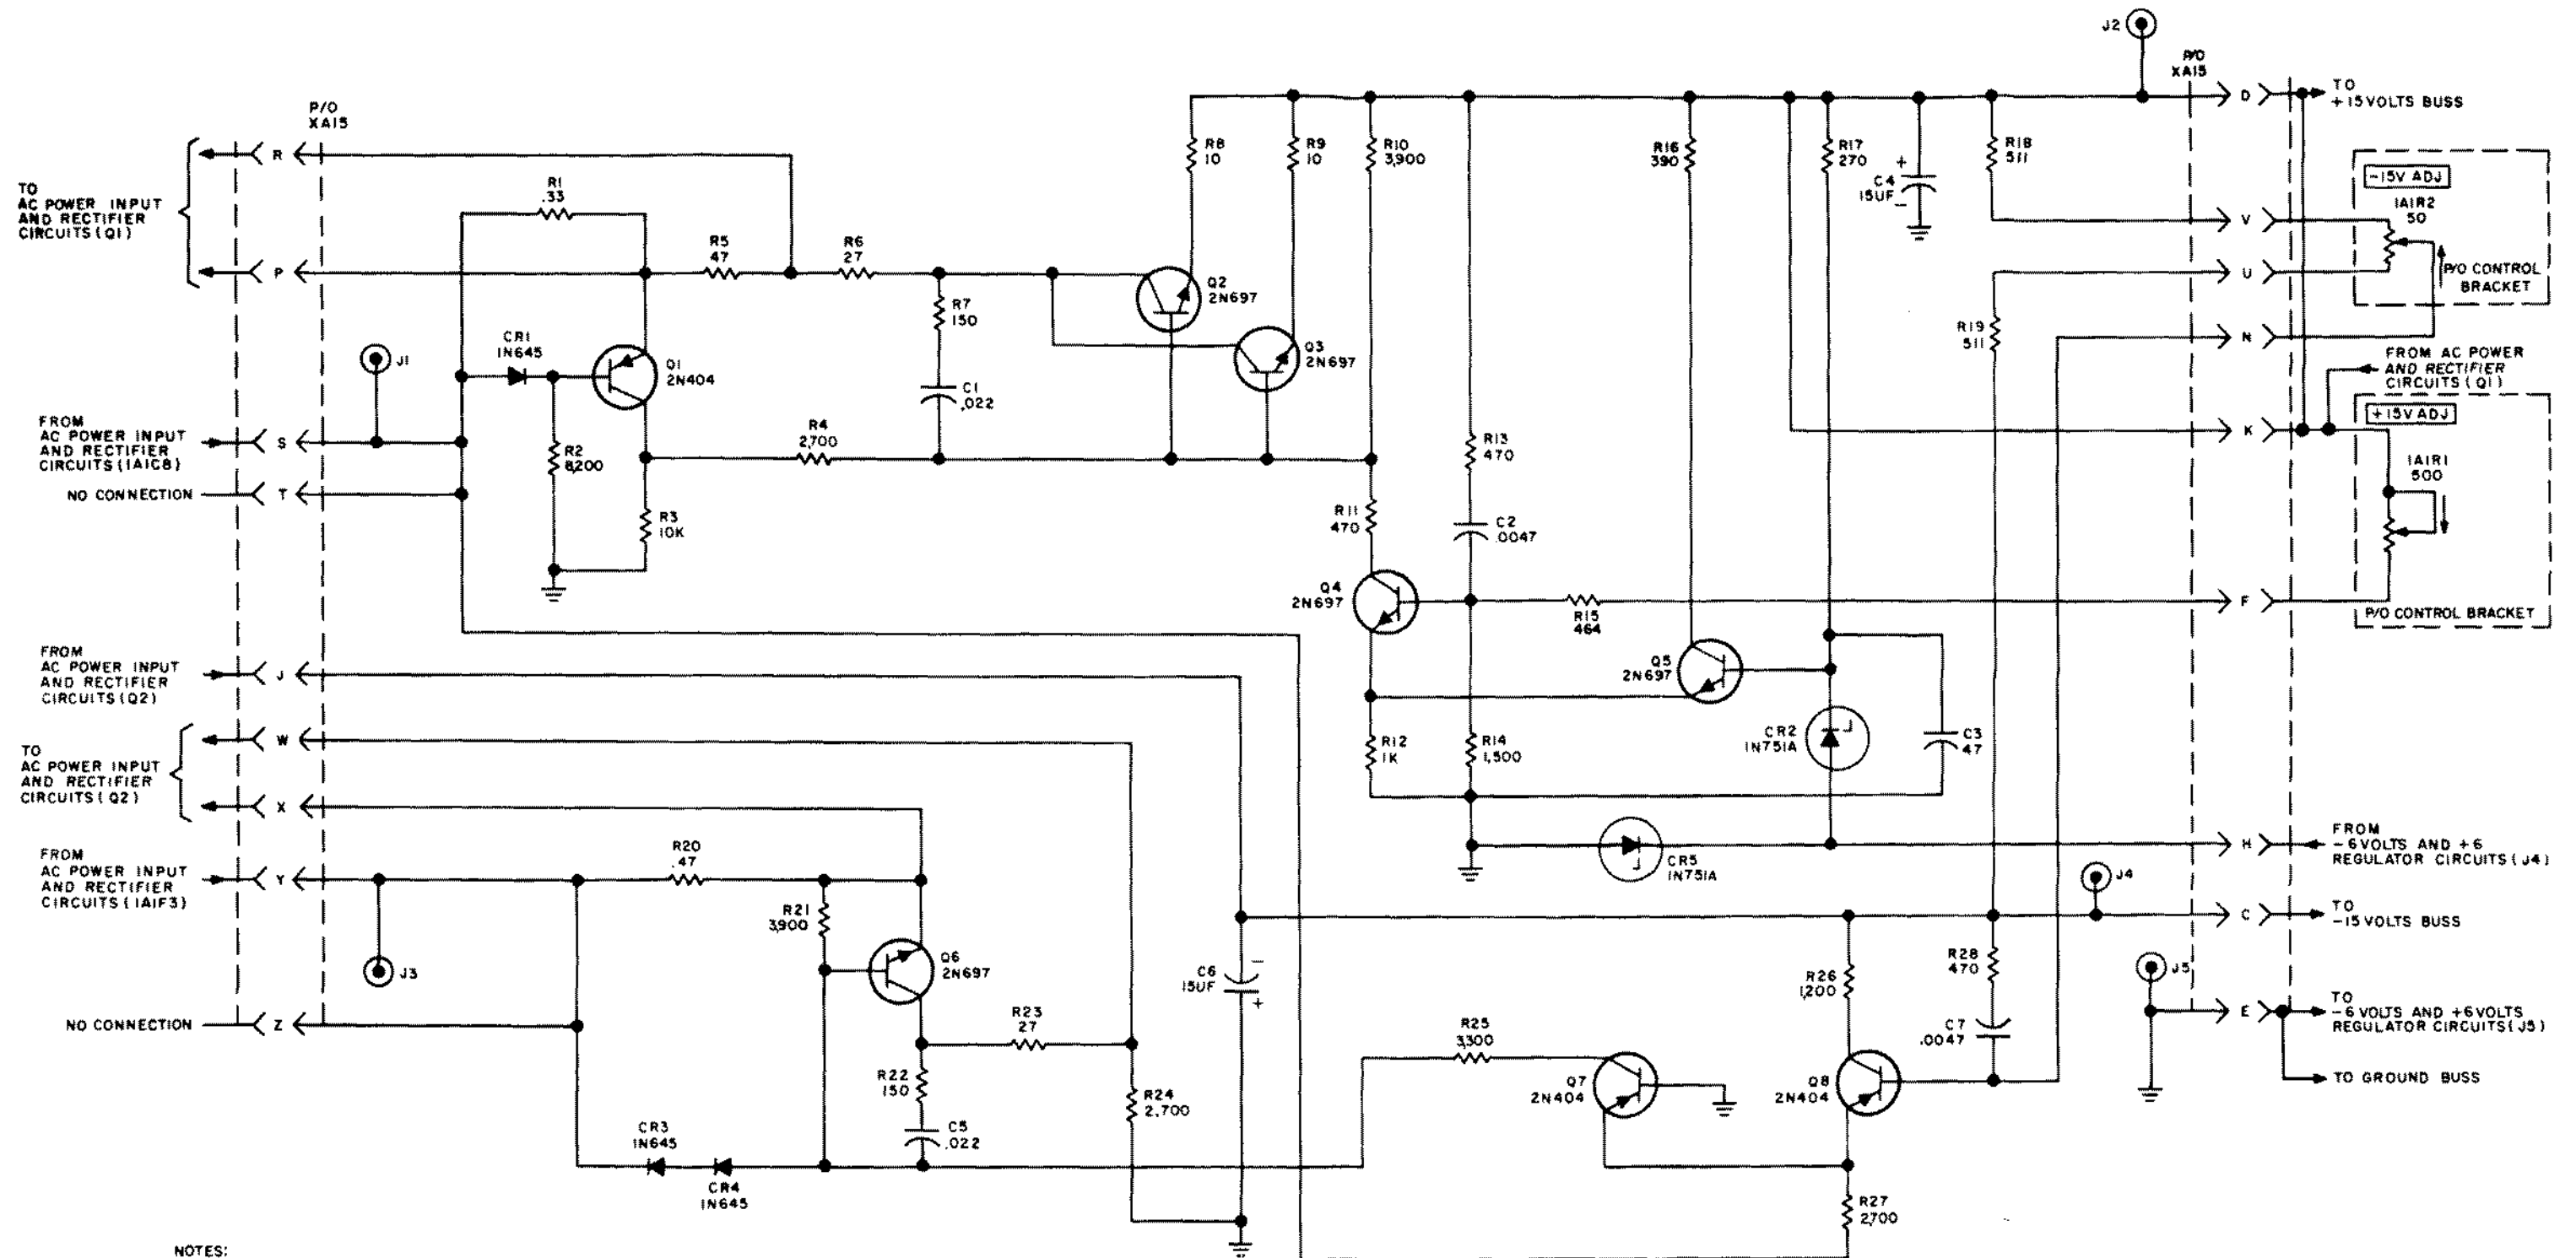 J2
P/O
XA15
P/O
XA15
R
TO
AC POWER INPUT
AND RECTIFIER
CIRCUITS (Q1)
P
R1
.33
R5
47
R6
27
R7
150
CR1
1N645
Q1
2N404
J1
FROM
AC POWER INPUT
AND RECTIFIER
CIRCUITS (1A1C8)
S
NO CONNECTION
T
R2
8,200
R3
10K
R4
2,700
C1
.022
Q2
2N697
Q3
2N697
R8
10
R9
10
R10
3,900
R16
390
R17
270
C4
15UF
+
−
R18
511
D
TO
+15 VOLTS BUSS
-15V ADJ
1A1R2
50
P/O CONTROL
BRACKET
V
U
N
R19
511
FROM AC POWER
AND RECTIFIER
CIRCUITS (Q1)
K
+15V ADJ
1A1R1
500
P/O CONTROL BRACKET
F
R13
470
R11
470
C2
.0047
Q4
2N697
R15
464
Q5
2N697
CR2
1N751A
C3
47
R12
1K
R14
1,500
CR5
1N751A
H
FROM
-6 VOLTS AND +6
REGULATOR CIRCUITS (J4)
FROM
AC POWER INPUT
AND RECTIFIER
CIRCUITS (Q2)
J
W
TO
AC POWER INPUT
AND RECTIFIER
CIRCUITS (Q2)
X
FROM
AC POWER INPUT
AND RECTIFIER
CIRCUITS (1A1F3)
Y
J3
NO CONNECTION
Z
R20
.47
R21
3,900
Q6
2N697
R23
27
R22
150
C5
.022
R24
2,700
CR3
1N645
CR4
1N645
C6
15UF
−
+
R25
3,300
Q7
2N404
R26
1,200
Q8
2N404
R27
2,700
R28
470
C7
.0047
J4
C
TO
-15 VOLTS BUSS
J5
E
TO
-6 VOLTS AND +6 VOLTS
REGULATOR CIRCUITS (J5)
TO GROUND BUSS
NOTES: